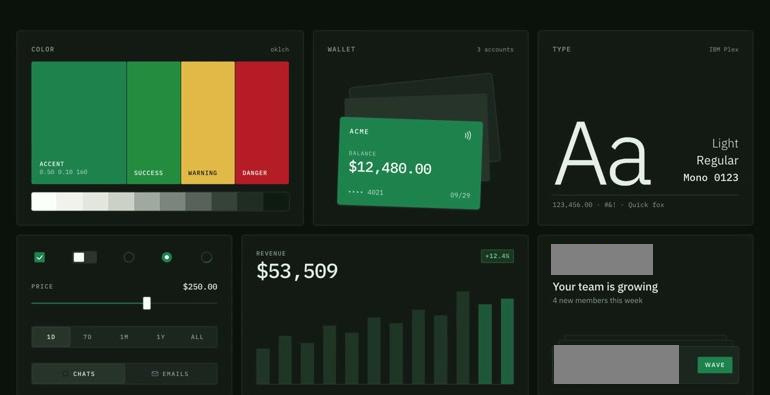 COLOR
oklch
ACCENT
0.50 0.10 160
SUCCESS
WARNING
DANGER
WALLET
3 accounts
ACME
BALANCE
$12,480.00
•••• 4021
09/29
TYPE
IBM Plex
Aa
Light
Regular
Mono 0123
123,456.00 · #&! · Quick fox
PRICE
$250.00
1D 7D 1M 1Y ALL
CHATS
EMAILS
REVENUE
$53,509
+12.4%
Your team is growing
4 new members this week
WAVE